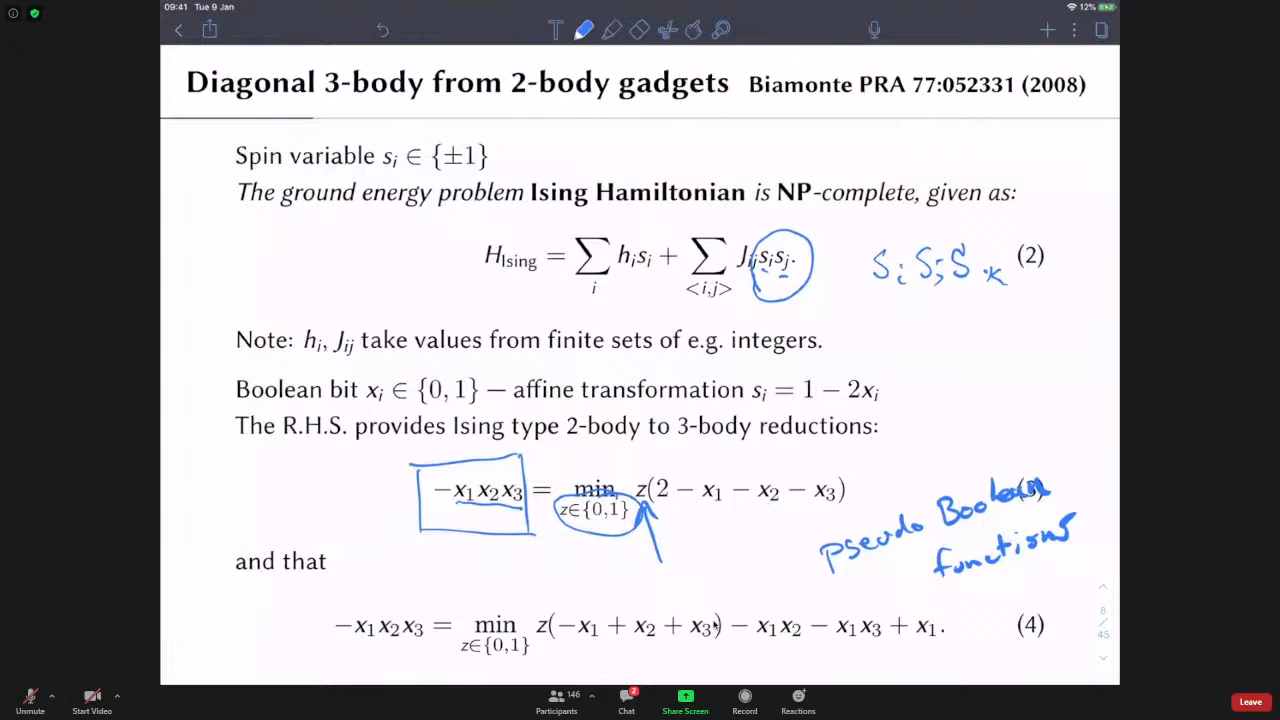 09:41 Tue 9 Jan
12%
Diagonal 3-body from 2-body gadgets Biamonte PRA 77:052331 (2008)
Spin variable sᵢ ∈ {±1}
The ground energy problem Ising Hamiltonian is NP-complete, given as:
H_Ising = ∑_i hᵢsᵢ + ∑_<i,j> Jᵢⱼsᵢsⱼ. (2)
Sᵢ Sⱼ Sₖ
Note: hᵢ, Jᵢⱼ take values from finite sets of e.g. integers.
Boolean bit xᵢ ∈ {0, 1} — affine transformation sᵢ = 1 − 2xᵢ
The R.H.S. provides Ising type 2-body to 3-body reductions:
−x₁x₂x₃ = min_{z∈{0,1}} z(2 − x₁ − x₂ − x₃)
pseudo Boolean
functions
and that
−x₁x₂x₃ = min_{z∈{0,1}} z(−x₁ + x₂ + x₃) − x₁x₂ − x₁x₃ + x₁. (4)
8
45
Unmute
Start Video
146
Participants
2
Chat
Share Screen
Record
Reactions
Leave